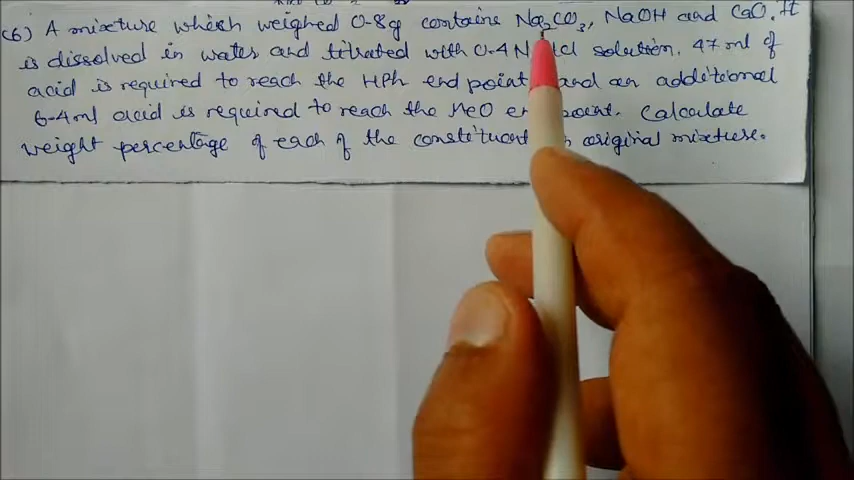 (6) A mixture which weighed 0.8g contains Na2CO3, NaOH and CaO. It
is dissolved in water and titrated with 0.4 N solution. 47 ml of
acid is required to reach the HPh end point and an additional
6.4 ml acid is required to reach the MeO point. Calculate
weight percentage of each of the constituent original mixture.